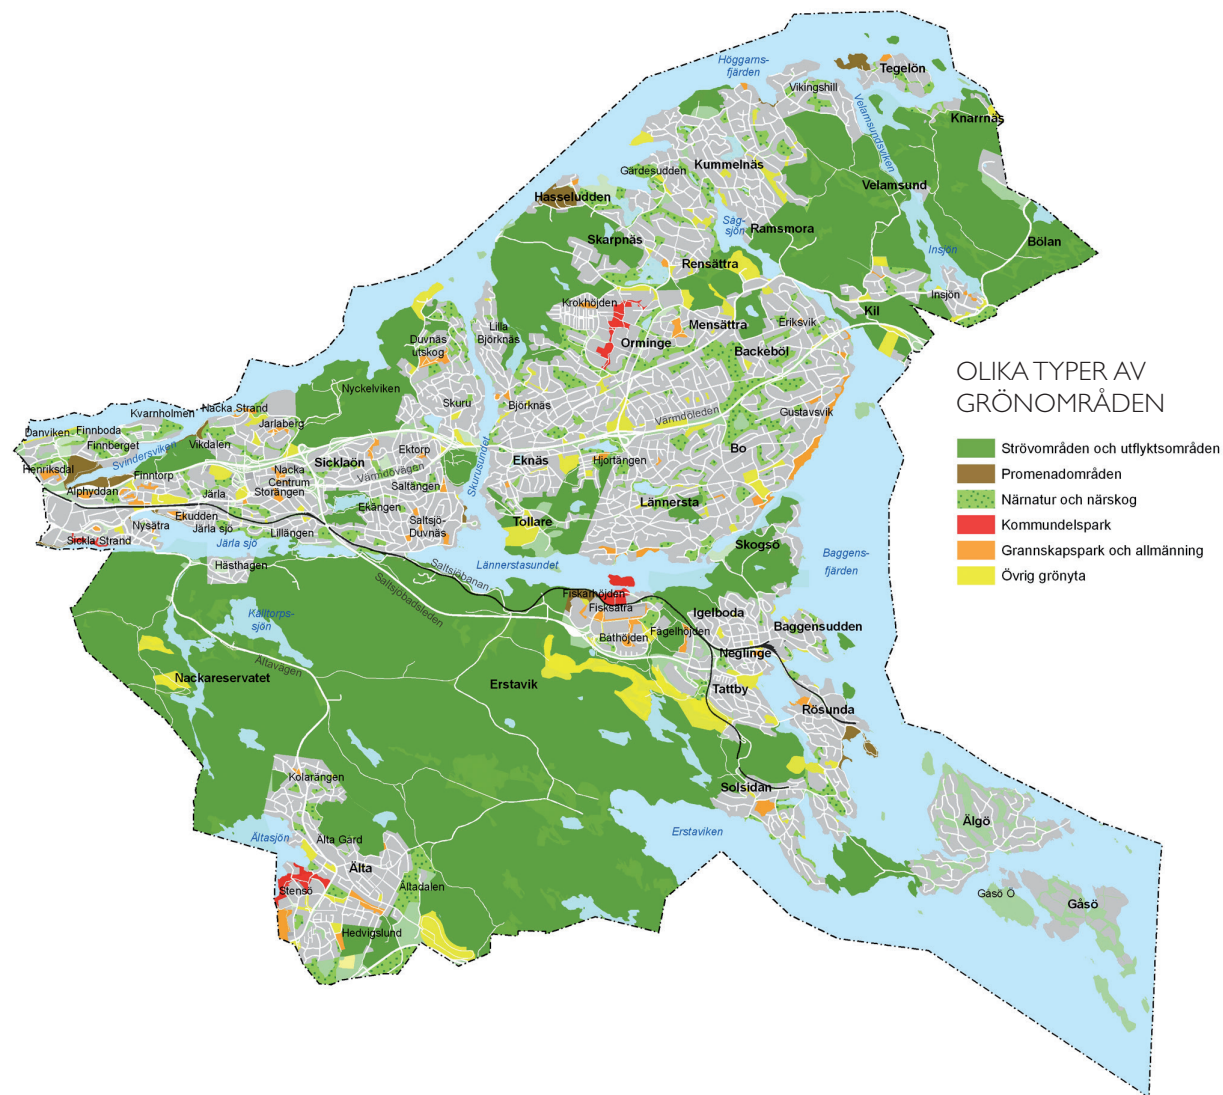 Höggarns-
fjärden
Tegelön
Vikingshill
Velamsundsviken
Knarrnäs
Kummelnäs
Gärdesudden
Velamsund
Hasseludden
Såg-
sjön
Ramsmora
Skarpnäs
Bölan
Insjön
Rensättra
Insjön
Krokhöjden
Kil
Mensättra
Eriksvik
Lilla
Björknäs
Duvnäs
utskog
Orminge
Backeböl
OLIKA TYPER AV
GRÖNOMRÅDEN
Nyckelviken
Skuru
Björknäs
Värmdöleden
Gustavsvik
Kvarnholmen
Nacka Strand
Jarlaberg
Danviken
Finnboda
Finnberget
Svindersviken
Vikdalen
Henriksdal
Finntorp
Alphyddan
Sicklaön
Ektorp
Värmdövägen
Nacka
Centrum
Storängen
Järla
Saltängen
Skurusundet
Eknäs
Hjortängen
Bo
Lännersta
Strövområden och utflyktsområden
Promenadområden
Närnatur och närskog
Kommundelspark
Grannskapspark och allmänning
Övrig grönyta
Ekängen
Ekudden
Nysätra
Järla sjö
Lillängen
Saltsjö-
Duvnäs
Tollare
Sickla Strand
Järla sjö
Hästhagen
Skogsö
Baggens-
fjärden
Saltsjöbanan
Saltsjöbadsleden
Lännerstasundet
Fiskarhöjden
Fisksätra
Igelboda
Baggensudden
Källtorps-
sjön
Båthöjden
Fågelhöjden
Neglinge
Ältavägen
Nackareservatet
Erstavik
Tattby
Rösunda
Kolarängen
Solsidan
Ältasjön
Älta Gård
Erstaviken
Älgö
Älta
Stensö
Ältadalen
Gåsö Ö
Gåsö
Hedvigslund